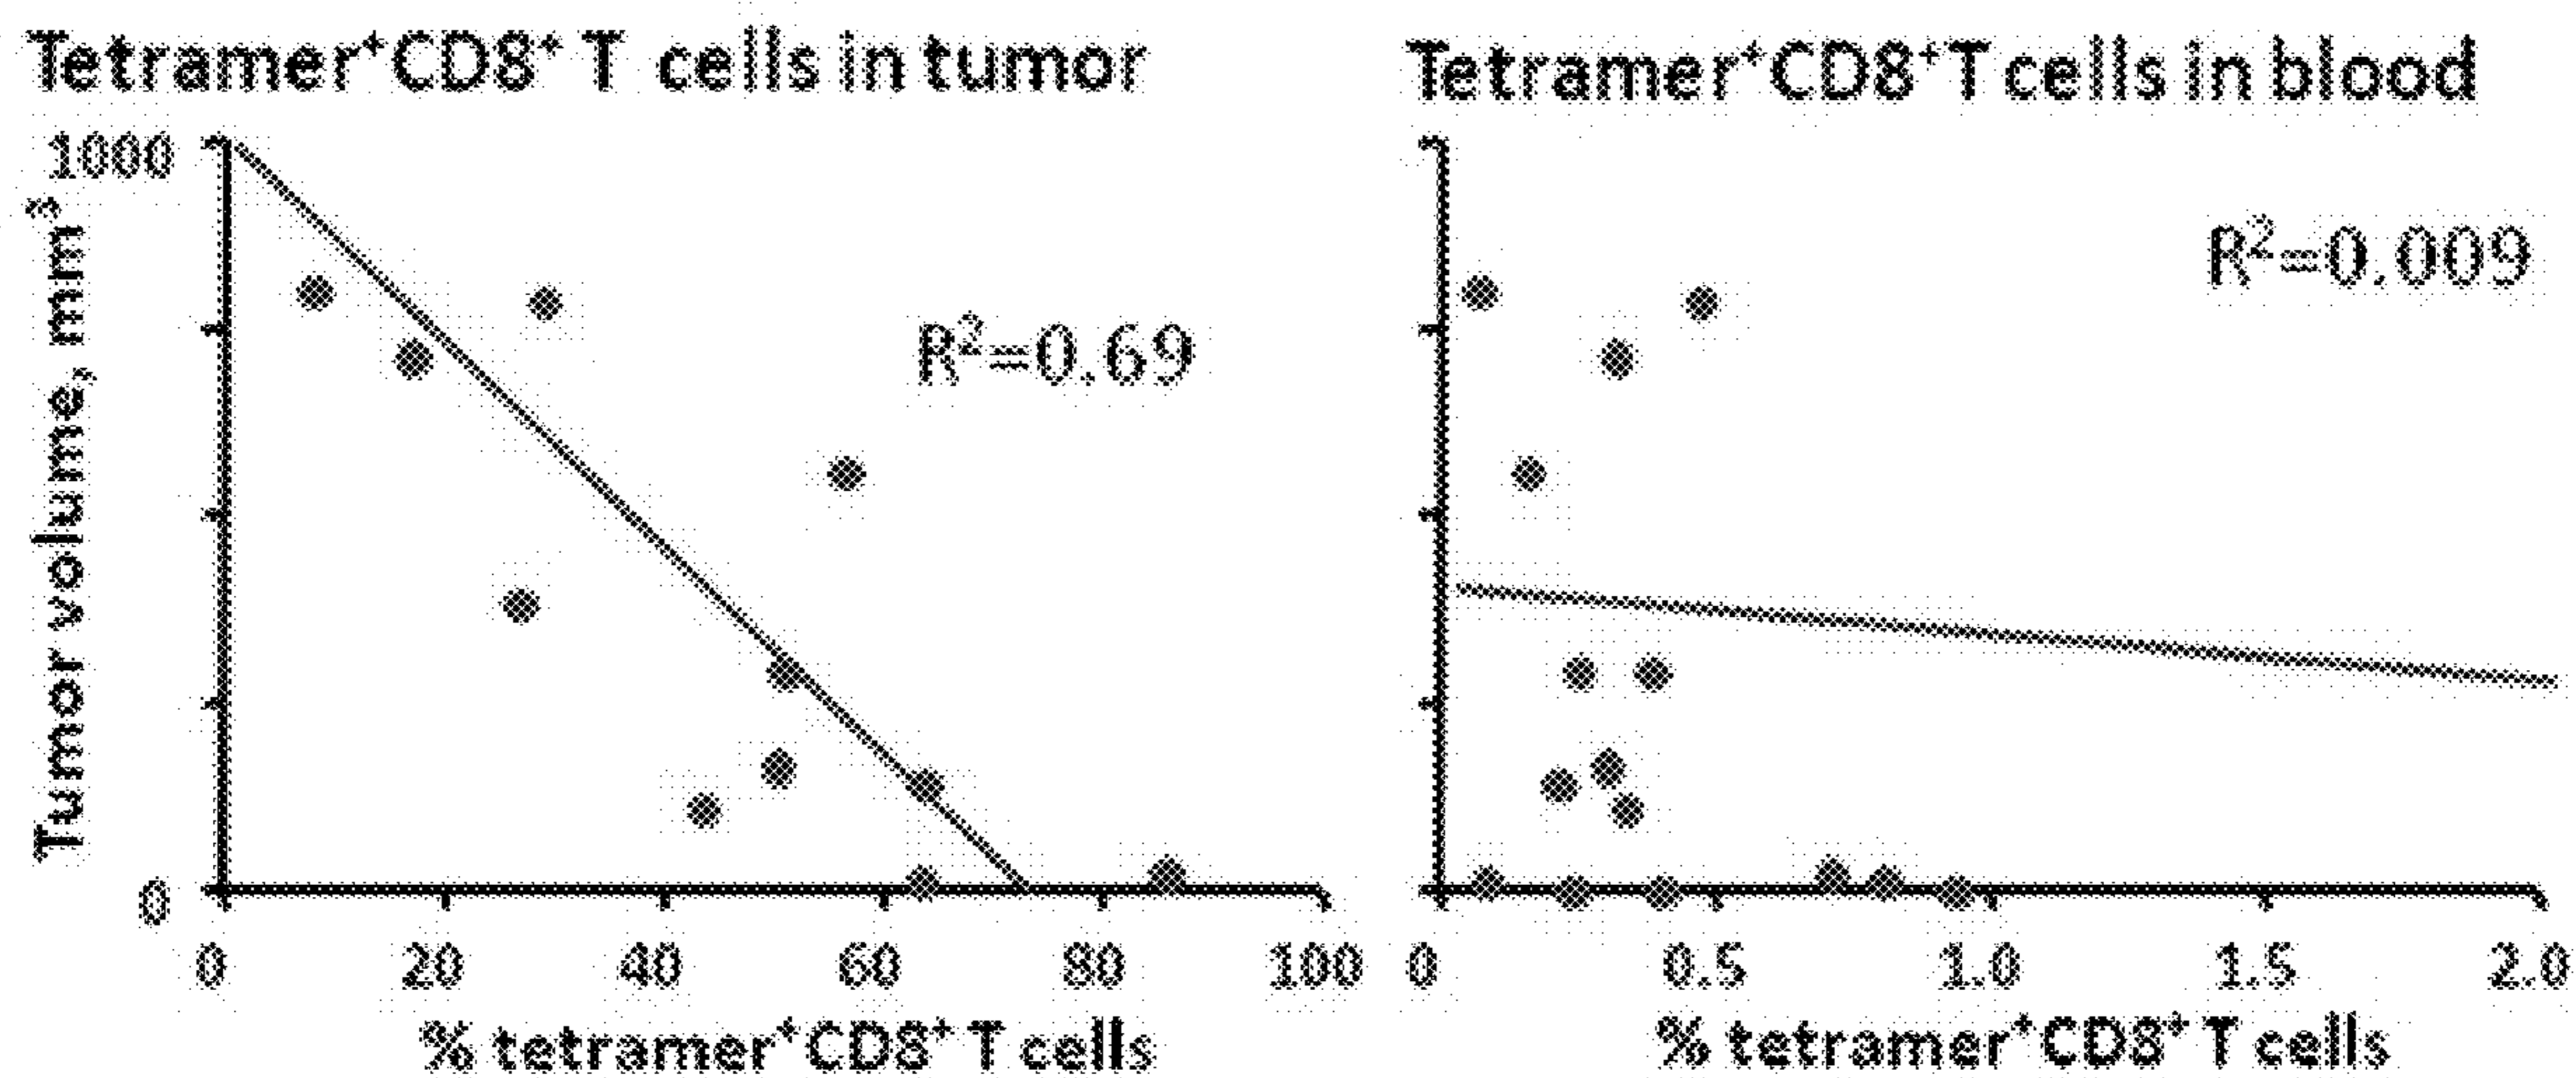 Tetramer⁺CD8⁺ T cells in tumor
1000
Tumor volume, mm³
R²=0.69
0
0 20 40 60 80 100
% tetramer⁺CD8⁺ T cells
Tetramer⁺CD8⁺T cells in blood
R²=0.009
0 0.5 1.0 1.5 2.0
% tetramer⁺CD8⁺ T cells